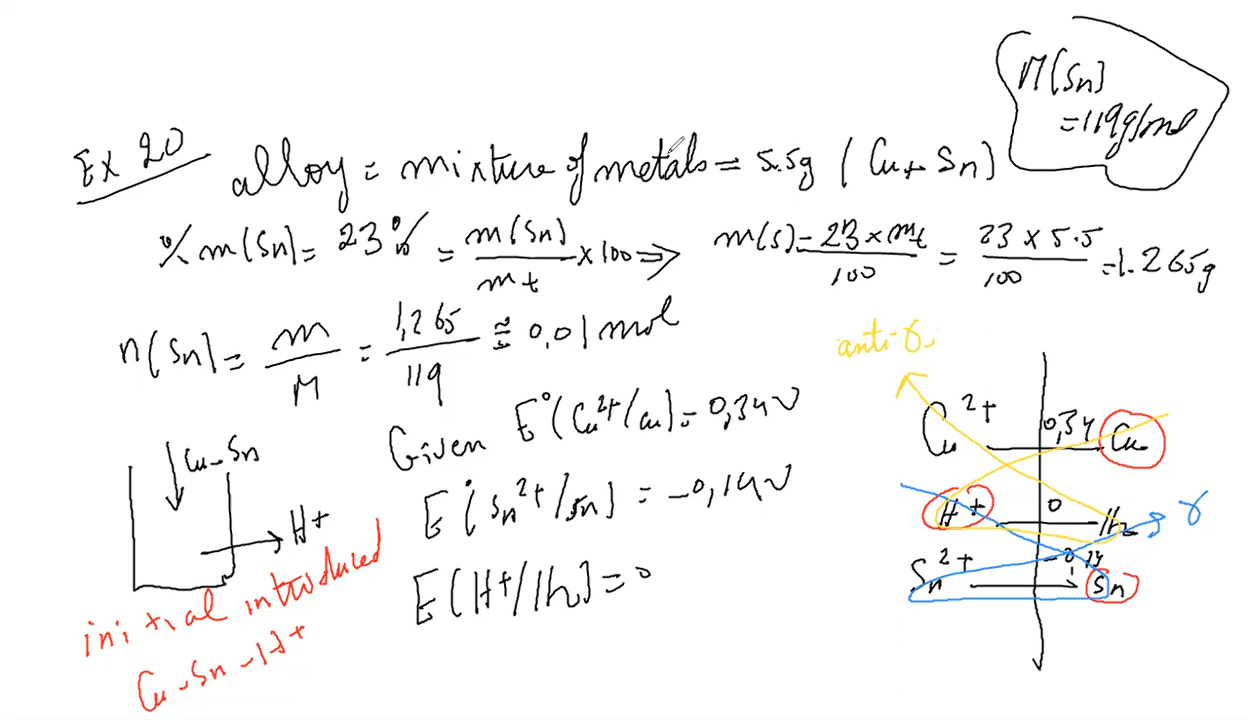 M(Sn)
=119g/mol
Ex 20
alloy = mixture of metals = 5.5g (Cu + Sn)
% m(Sn) = 23% = m(Sn)/mt ×100 => m(S) = 23 × mt/100 = 23 × 5.5/100 = 1.265g
n(Sn) = m/M = 1,265/119 ≅ 0,01 mol
Given E°(Cu2+/Cu) = 0,34V
E°(Sn2+/Sn) = -0,14V
E(H+/H2) = 0
Cu-Sn
H+
initial introduced
Cu-Sn-H+
anti-γ.
Cu2+ 0,34 Cu
H+ 0 H2
γ
Sn2+ -0,14 Sn